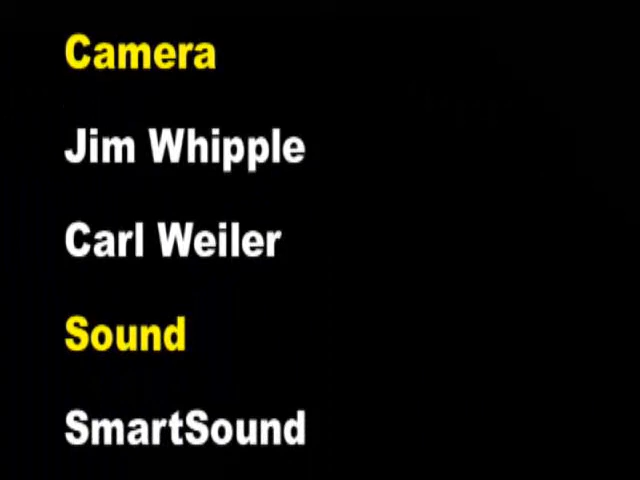 Camera
Jim Whipple
Carl Weiler
Sound
SmartSound